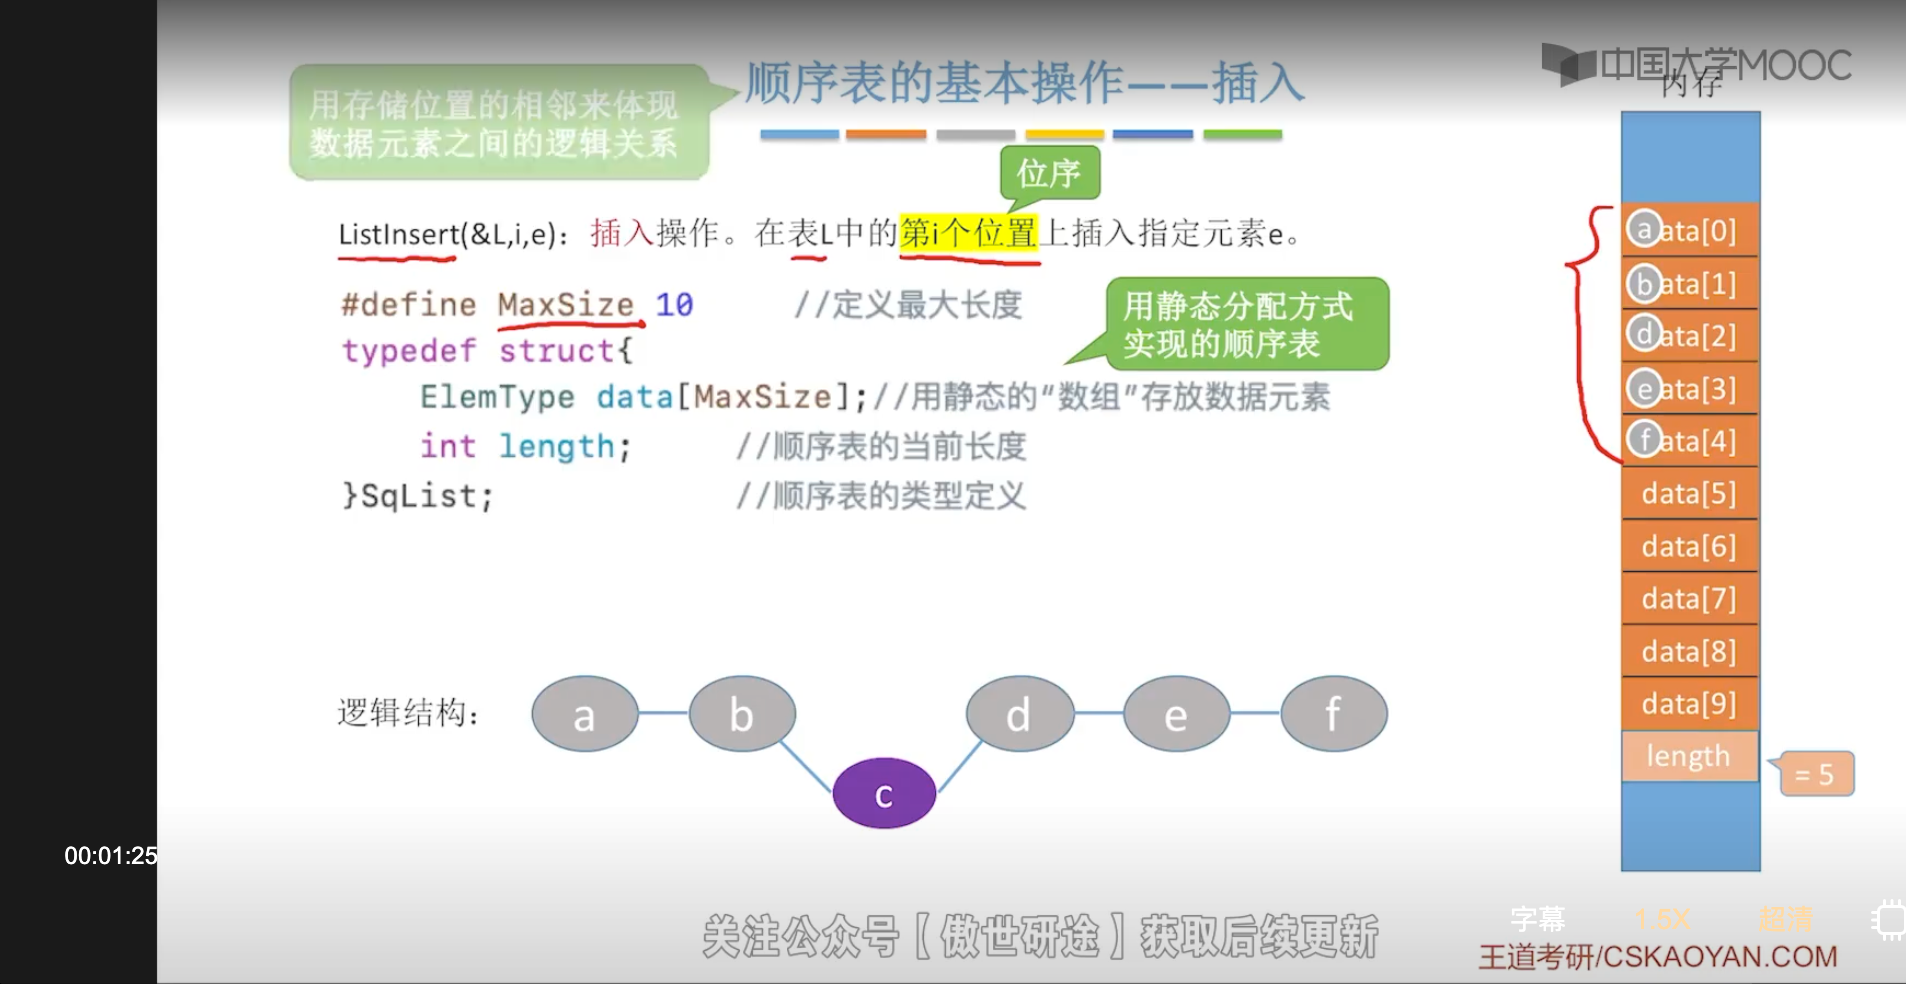 中国大学MOOC
顺序表的基本操作——插入
内存
用存储位置的相邻来体现
数据元素之间的逻辑关系
位序
ListInsert(&L,i,e)：插入操作。在表L中的第i个位置上插入指定元素e。
#define MaxSize 10 //定义最大长度
typedef struct{
ElemType data[MaxSize];//用静态的“数组”存放数据元素
int length; //顺序表的当前长度
}SqList; //顺序表的类型定义
用静态分配方式
实现的顺序表
a ata[0]
b ata[1]
d ata[2]
e ata[3]
f ata[4]
data[5]
data[6]
data[7]
data[8]
data[9]
length
= 5
逻辑结构：
a b d e f
c
00:01:25
字幕 1.5X 超清
关注公众号【傲世研途】获取后续更新
王道考研/CSKAOYAN.COM